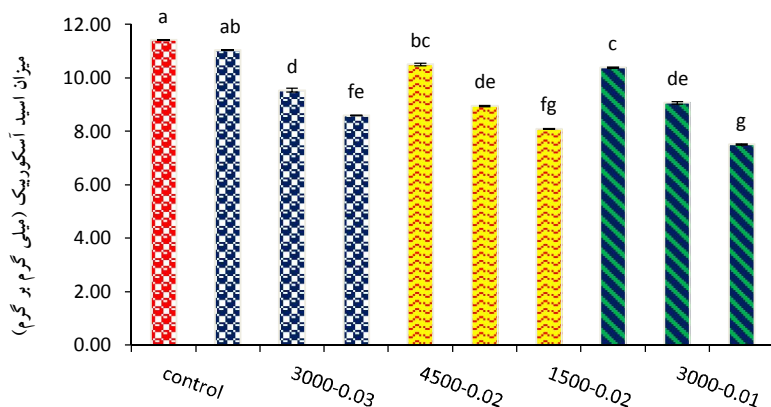 میزان اسید آسکوربیک (میلی گرم بر گرم)
12.00
10.00
8.00
6.00
4.00
2.00
0.00
a
ab
d
fe
bc
de
fg
c
de
g
control
3000-0.03
4500-0.02
1500-0.02
3000-0.01